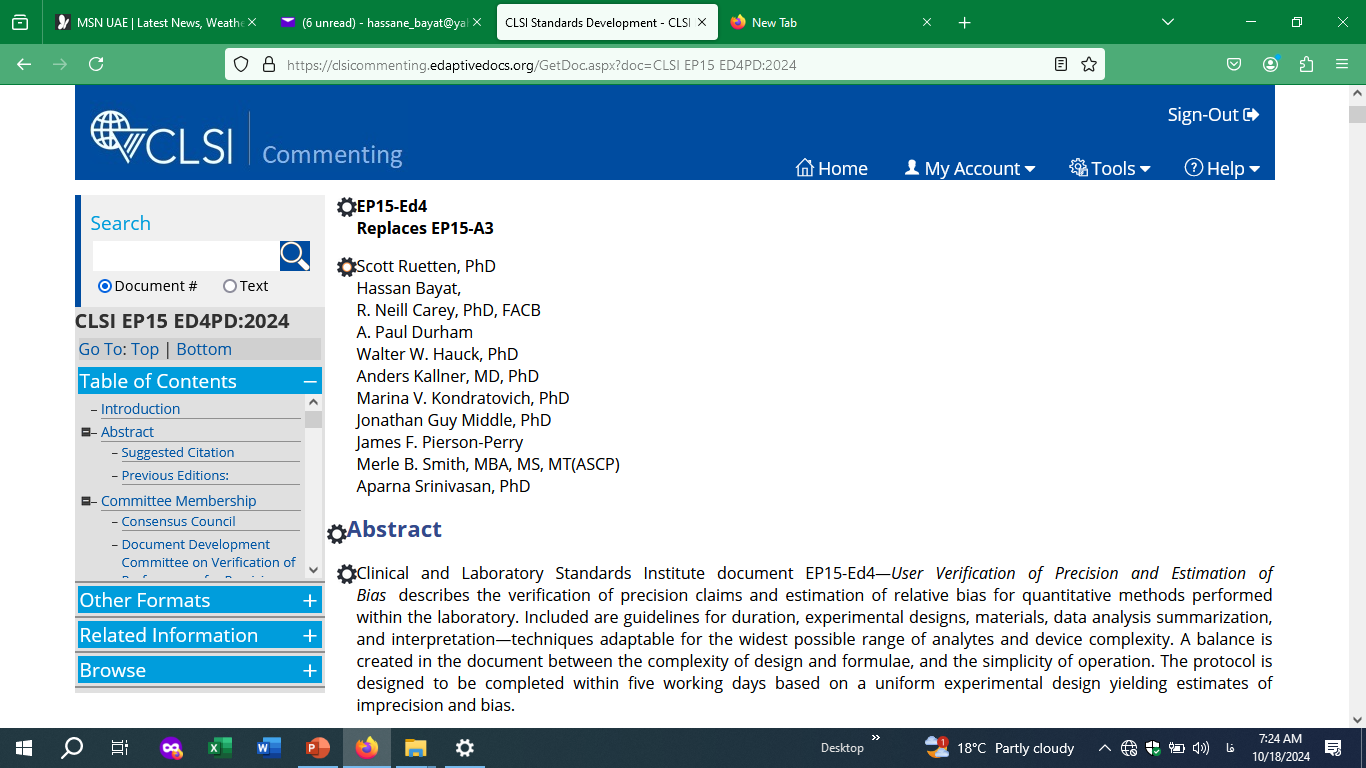 MSN UAE | Latest News, Weathe
(6 unread) - hassane_bayat@yal
CLSI Standards Development - CLSI
New Tab
https://clsicommenting.edaptivedocs.org/GetDoc.aspx?doc=CLSI EP15 ED4PD:2024
CLSI
Commenting
Sign-Out
Home
My Account
Tools
Help
Search
Document #
Text
CLSI EP15 ED4PD:2024
Go To: Top | Bottom
Table of Contents
Introduction
Abstract
Suggested Citation
Previous Editions:
Committee Membership
Consensus Council
Document Development
Committee on Verification of
Other Formats
Related Information
Browse
EP15-Ed4
Replaces EP15-A3
Scott Ruetten, PhD
Hassan Bayat,
R. Neill Carey, PhD, FACB
A. Paul Durham
Walter W. Hauck, PhD
Anders Kallner, MD, PhD
Marina V. Kondratovich, PhD
Jonathan Guy Middle, PhD
James F. Pierson-Perry
Merle B. Smith, MBA, MS, MT(ASCP)
Aparna Srinivasan, PhD
Abstract
Clinical and Laboratory Standards Institute document EP15-Ed4—User Verification of Precision and Estimation of
Bias describes the verification of precision claims and estimation of relative bias for quantitative methods performed
within the laboratory. Included are guidelines for duration, experimental designs, materials, data analysis summarization,
and interpretation—techniques adaptable for the widest possible range of analytes and device complexity. A balance is
created in the document between the complexity of design and formulae, and the simplicity of operation. The protocol is
designed to be completed within five working days based on a uniform experimental design yielding estimates of
imprecision and bias.
Desktop
1
18°C Partly cloudy
فا
7:24 AM
10/18/2024